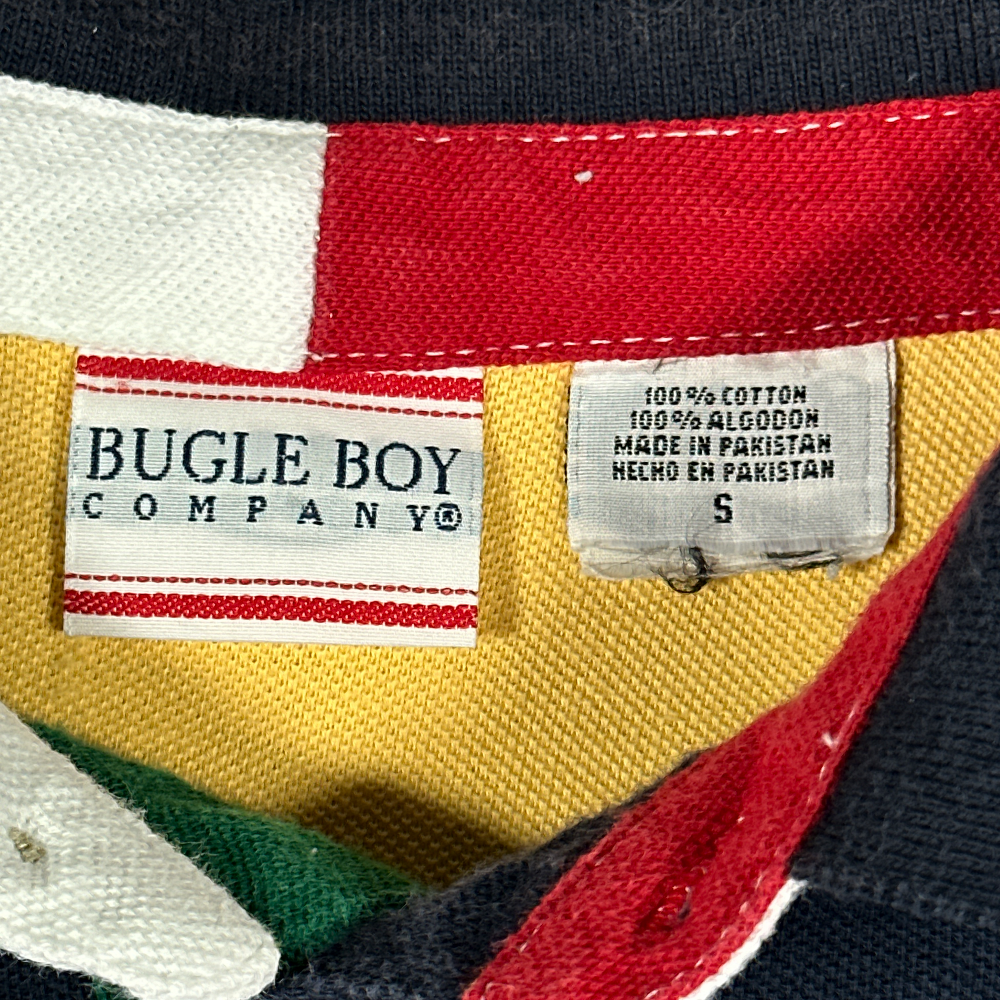 BUGLE BOY
COMPANY®
100% COTTON
100% ALGODON
MADE IN PAKISTAN
HECHO EN PAKISTAN
S